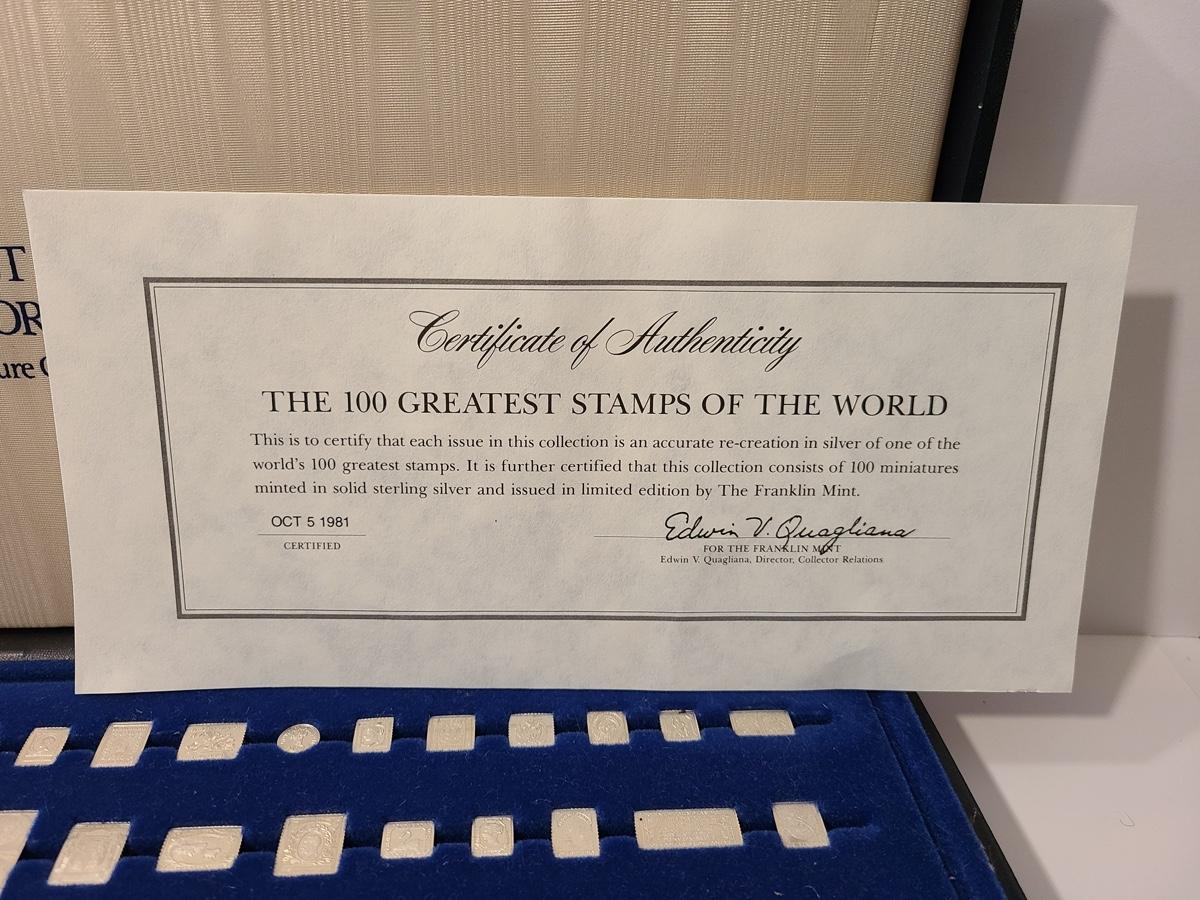 T
OR
ure
Certificate of Authenticity
THE 100 GREATEST STAMPS OF THE WORLD
This is to certify that each issue in this collection is an accurate re-creation in silver of one of the
world's 100 greatest stamps. It is further certified that this collection consists of 100 miniatures
minted in solid sterling silver and issued in limited edition by The Franklin Mint.
OCT 5 1981
CERTIFIED
Edwin V. Quagliana
FOR THE FRANKLIN MINT
Edwin V. Quagliana, Director, Collector Relations